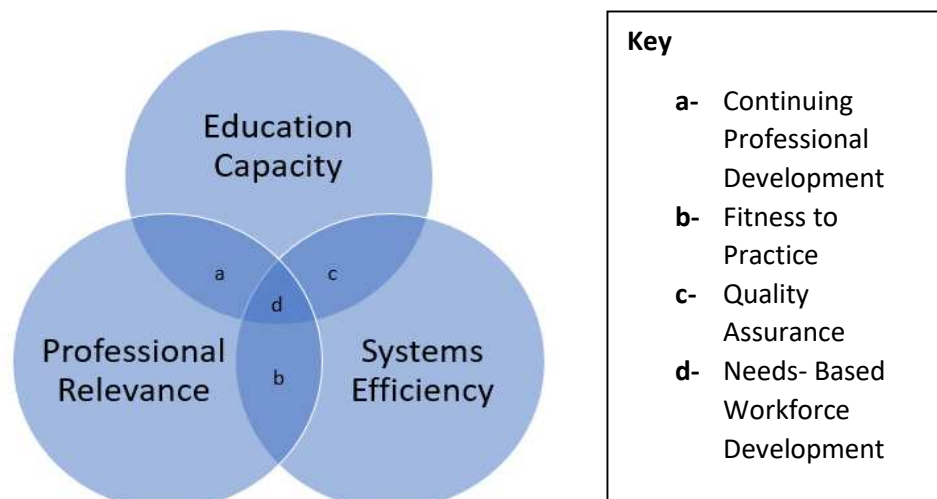 Education
Capacity
a
c
d
Professional
Relevance
b
Systems
Efficiency
Key
a- Continuing
Professional
Development
b- Fitness to
Practice
c- Quality
Assurance
d- Needs- Based
Workforce
Development